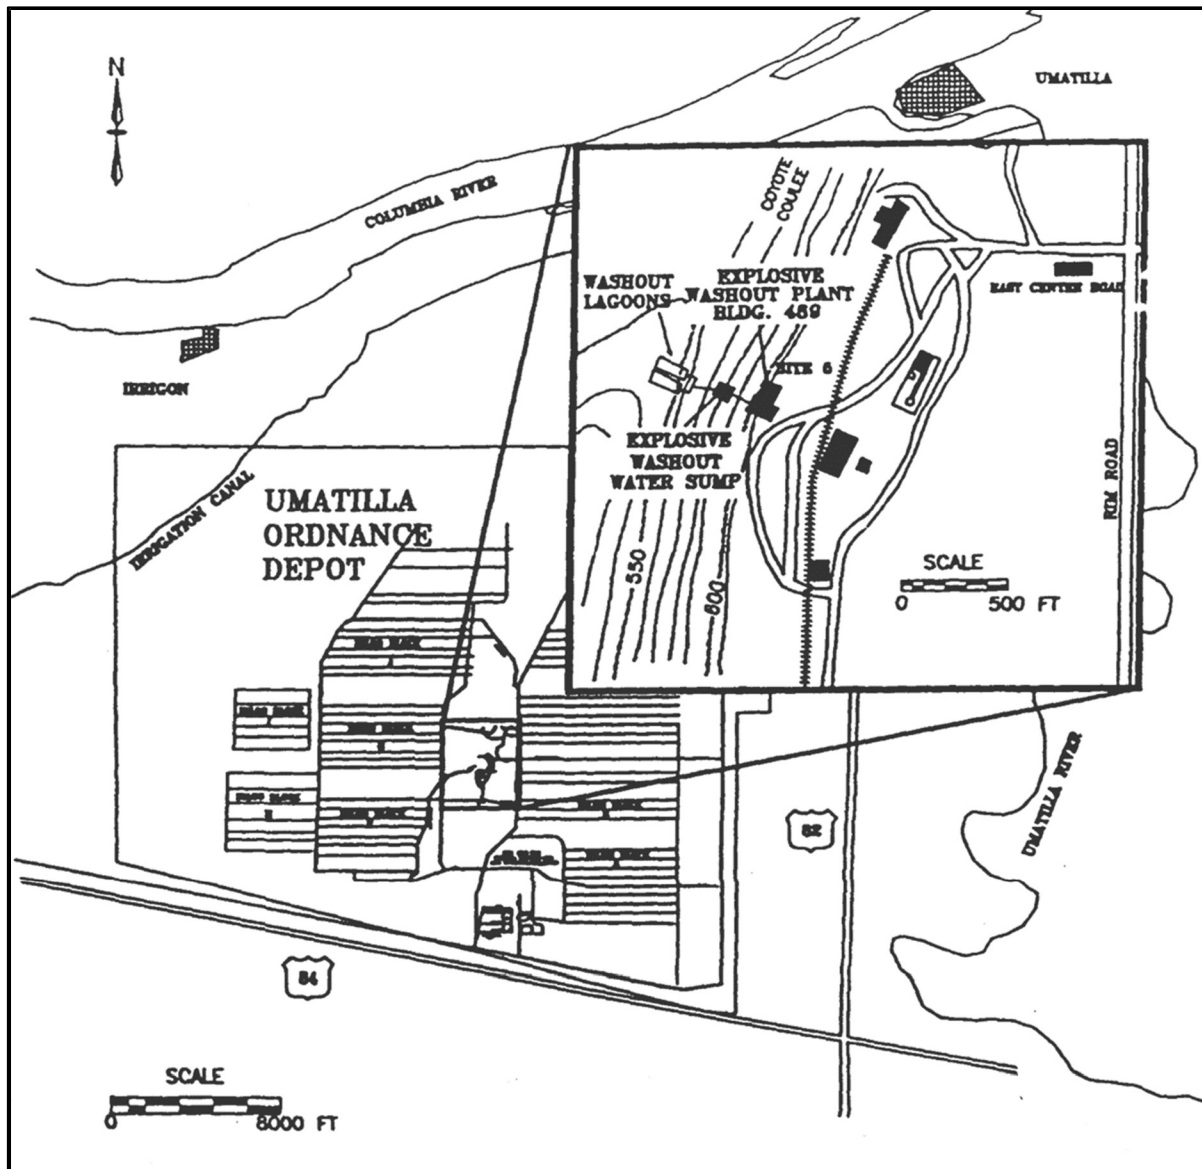 N
UMATILLA
COLUMBIA RIVER
COYOTE
COULEE
WASHOUT
LAGOONS
EXPLOSIVE
WASHOUT PLANT
BLDG. 489
EAST CENTER ROAD
SITE 6
IRRIGON
EXPLOSIVE
WASHOUT
WATER SUMP
RIM ROAD
IRRIGATION CANAL
UMATILLA
ORDNANCE
DEPOT
550
600
SCALE
0 500 FT
UMATILLA RIVER
82
84
SCALE
0 8000 FT